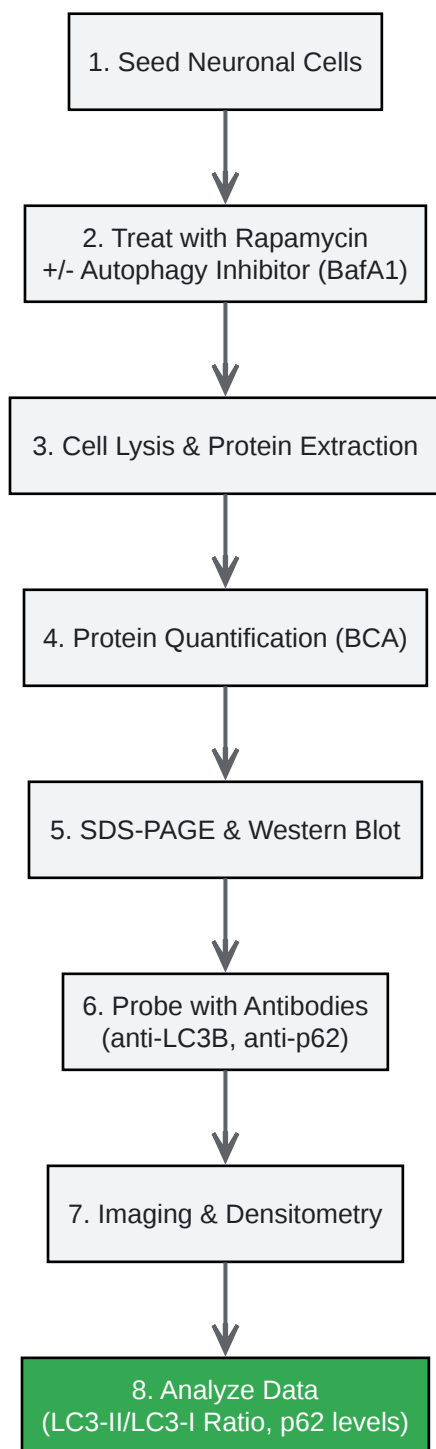 1. Seed Neuronal Cells
2. Treat with Rapamycin
+/- Autophagy Inhibitor (BafA1)
3. Cell Lysis & Protein Extraction
4. Protein Quantification (BCA)
5. SDS-PAGE & Western Blot
6. Probe with Antibodies
(anti-LC3B, anti-p62)
7. Imaging & Densitometry
8. Analyze Data
(LC3-II/LC3-I Ratio, p62 levels)